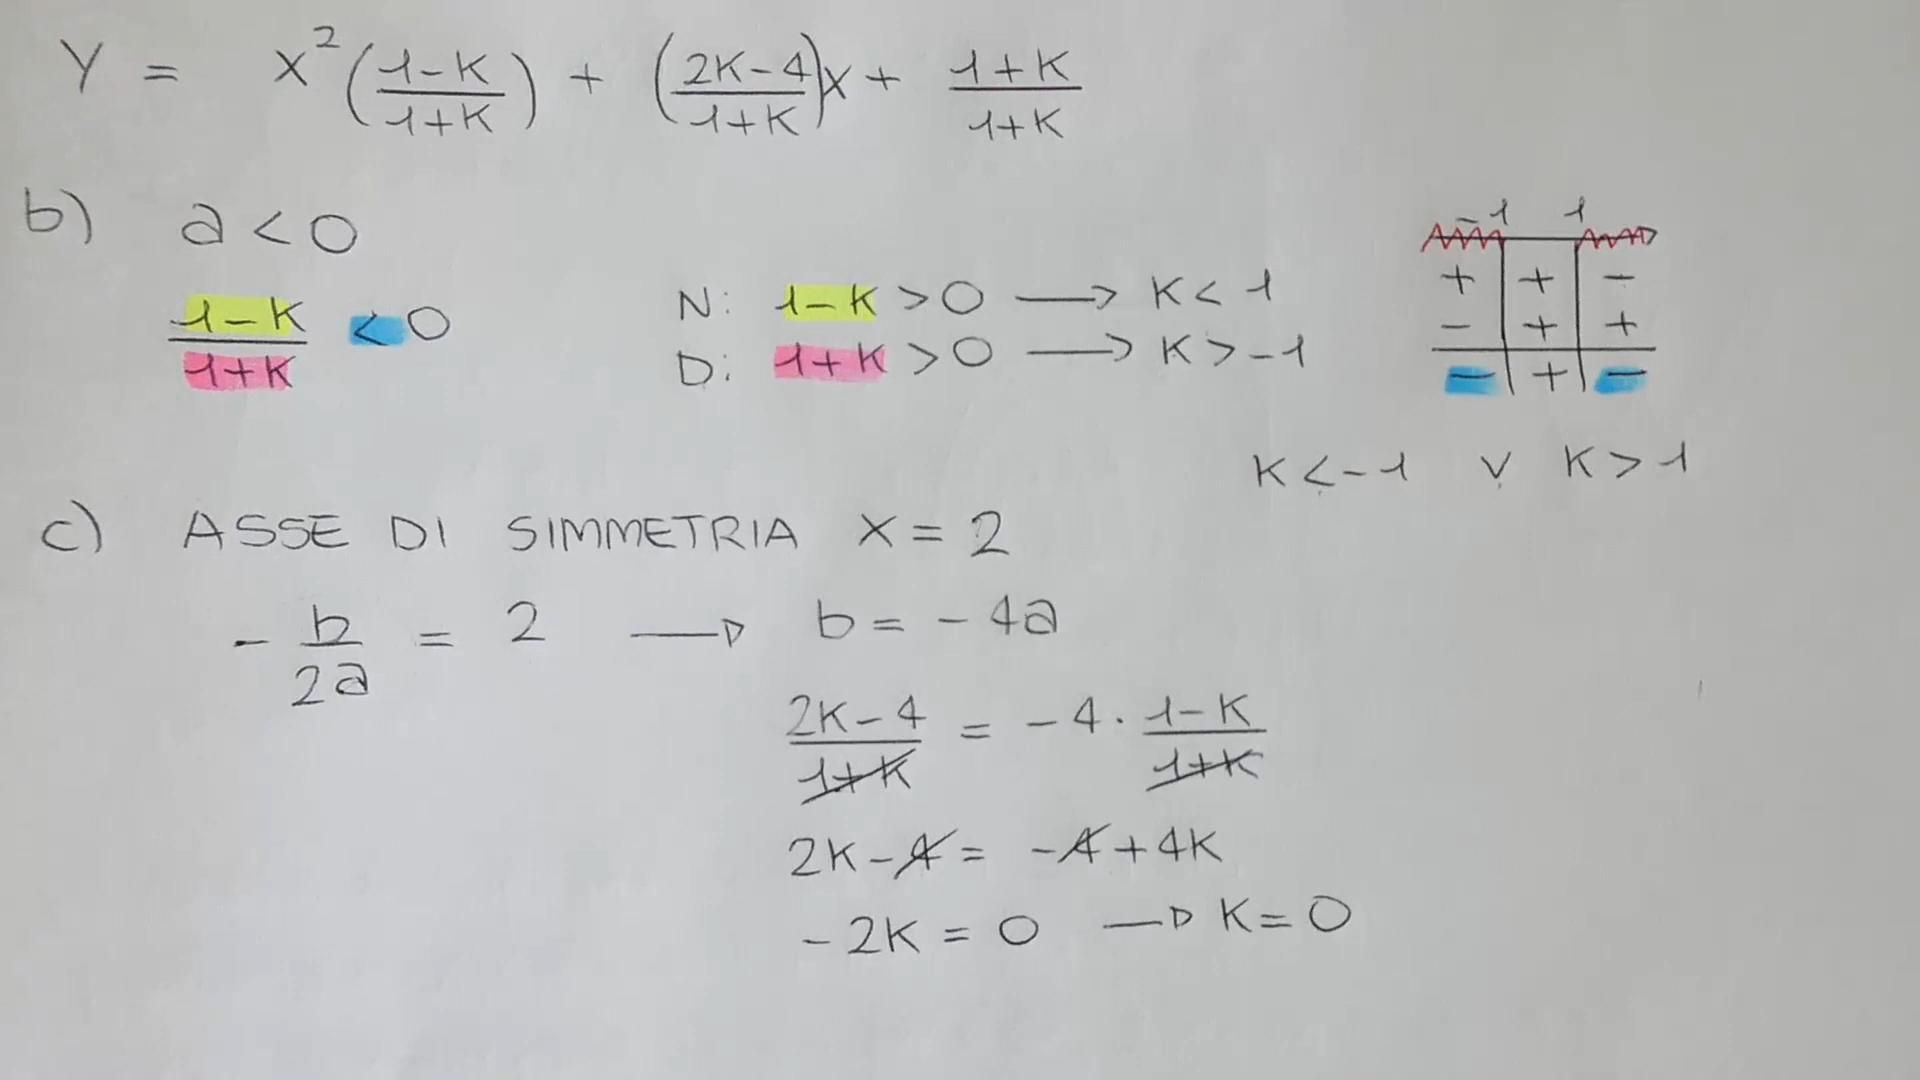 Y = x²(1-K/1+K) + (2K-4/1+K)x + 1+K/1+K
b) a<0
1-K/1+K <0
N: 1-K >0 → K< 1
D: 1+K >0 → K>-1
-1 1
+ + -
- + +
- + -
K<-1 v K>1
c) ASSE DI SIMMETRIA X=2
- b/2a = 2 → b = -4a
2K-4/1+K = -4 · 1-K/1+K
2K-4= -4+4K
-2K = 0 → K=0